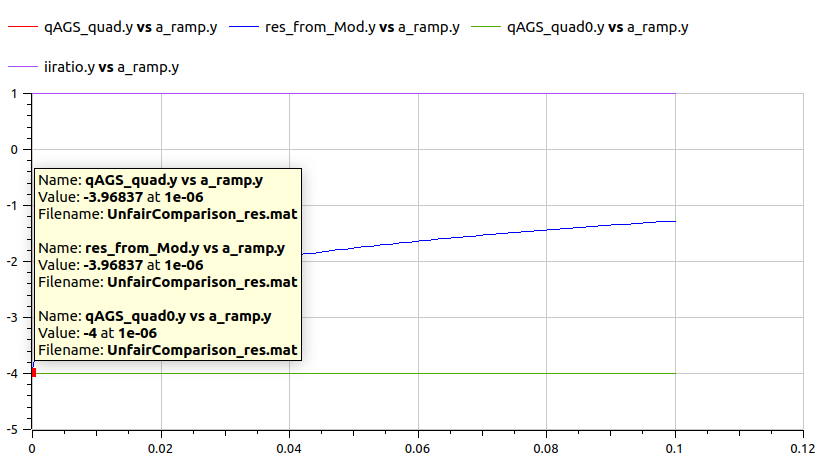 qAGS_quad.y vs a_ramp.y res_from_Mod.y vs a_ramp.y qAGS_quad0.y vs a_ramp.y
iiratio.y vs a_ramp.y
1
0
-1
-2
-3
-4
-5
Name: qAGS_quad.y vs a_ramp.y
Value: -3.96837 at 1e-06
Filename: UnfairComparison_res.mat
Name: res_from_Mod.y vs a_ramp.y
Value: -3.96837 at 1e-06
Filename: UnfairComparison_res.mat
Name: qAGS_quad0.y vs a_ramp.y
Value: -4 at 1e-06
Filename: UnfairComparison_res.mat
0 0.02 0.04 0.06 0.08 0.1 0.12